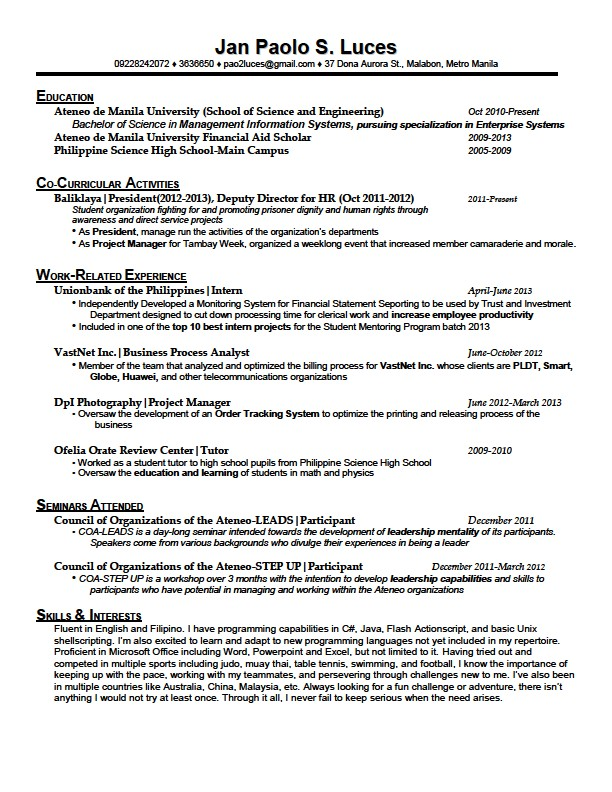 Jan Paolo S. Luces
09228242072 ♦ 3636650 ♦ pao2luces@gmail.com ♦ 37 Dona Aurora St., Malabon, Metro Manila
EDUCATION
Ateneo de Manila University (School of Science and Engineering) Oct 2010-Present
Bachelor of Science in Management Information Systems, pursuing specialization in Enterprise Systems
Ateneo de Manila University Financial Aid Scholar 2009-2013
Philippine Science High School-Main Campus 2005-2009
CO-CURRICULAR ACTIVITIES
Baliklaya|President(2012-2013), Deputy Director for HR (Oct 2011-2012) 2011-Present
Student organization fighting for and promoting prisoner dignity and human rights through
awareness and direct service projects
• As President, manage run the activities of the organization's departments
• As Project Manager for Tambay Week, organized a weeklong event that increased member camaraderie and morale.
WORK-RELATED EXPERIENCE
Unionbank of the Philippines|Intern April-June 2013
• Independently Developed a Monitoring System for Financial Statement Seporting to be used by Trust and Investment
Department designed to cut down processing time for clerical work and increase employee productivity
• Included in one of the top 10 best intern projects for the Student Mentoring Program batch 2013
VastNet Inc.|Business Process Analyst June-October 2012
• Member of the team that analyzed and optimized the billing process for VastNet Inc. whose clients are PLDT, Smart,
Globe, Huawei, and other telecommunications organizations
DpI Photography|Project Manager June 2012-March 2013
• Oversaw the development of an Order Tracking System to optimize the printing and releasing process of the
business
Ofelia Orate Review Center|Tutor 2009-2010
• Worked as a student tutor to high school pupils from Philippine Science High School
• Oversaw the education and learning of students in math and physics
SEMINARS ATTENDED
Council of Organizations of the Ateneo-LEADS|Participant December 2011
• COA-LEADS is a day-long seminar intended towards the development of leadership mentality of its participants.
Speakers come from various backgrounds who divulge their experiences in being a leader
Council of Organizations of the Ateneo-STEP UP|Participant December 2011-March 2012
• COA-STEP UP is a workshop over 3 months with the intention to develop leadership capabilities and skills to
participants who have potential in managing and working within the Ateneo organizations
SKILLS & INTERESTS
Fluent in English and Filipino. I have programming capabilities in C#, Java, Flash Actionscript, and basic Unix
shellscripting. I'm also excited to learn and adapt to new programming languages not yet included in my repertoire.
Proficient in Microsoft Office including Word, Powerpoint and Excel, but not limited to it. Having tried out and
competed in multiple sports including judo, muay thai, table tennis, swimming, and football, I know the importance of
keeping up with the pace, working with my teammates, and persevering through challenges new to me. I've also been
in multiple countries like Australia, China, Malaysia, etc. Always looking for a fun challenge or adventure, there isn't
anything I would not try at least once. Through it all, I never fail to keep serious when the need arises.